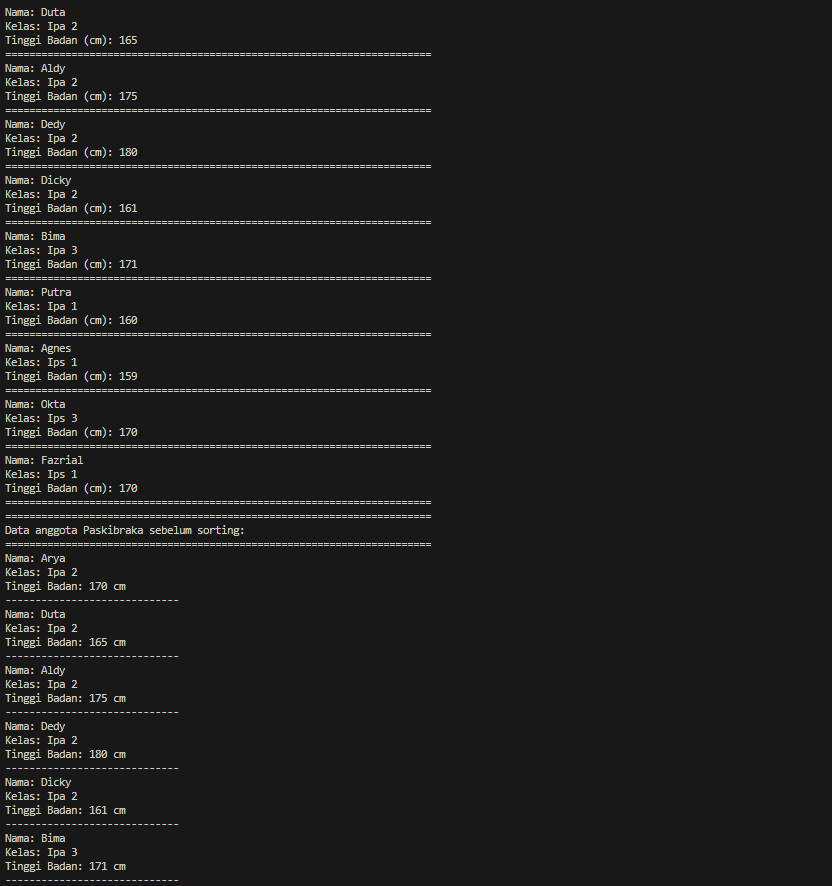 Nama: Duta
Kelas: Ipa 2
Tinggi Badan (cm): 165
=======================================================================
Nama: Aldy
Kelas: Ipa 2
Tinggi Badan (cm): 175
=======================================================================
Nama: Dedy
Kelas: Ipa 2
Tinggi Badan (cm): 180
=======================================================================
Nama: Dicky
Kelas: Ipa 2
Tinggi Badan (cm): 161
=======================================================================
Nama: Bima
Kelas: Ipa 3
Tinggi Badan (cm): 171
=======================================================================
Nama: Putra
Kelas: Ipa 1
Tinggi Badan (cm): 160
=======================================================================
Nama: Agnes
Kelas: Ips 1
Tinggi Badan (cm): 159
=======================================================================
Nama: Okta
Kelas: Ips 3
Tinggi Badan (cm): 170
=======================================================================
Nama: Fazrial
Kelas: Ips 1
Tinggi Badan (cm): 170
=======================================================================
=======================================================================
Data anggota Paskibraka sebelum sorting:
=======================================================================
Nama: Arya
Kelas: Ipa 2
Tinggi Badan: 170 cm
-----------------------------
Nama: Duta
Kelas: Ipa 2
Tinggi Badan: 165 cm
-----------------------------
Nama: Aldy
Kelas: Ipa 2
Tinggi Badan: 175 cm
-----------------------------
Nama: Dedy
Kelas: Ipa 2
Tinggi Badan: 180 cm
-----------------------------
Nama: Dicky
Kelas: Ipa 2
Tinggi Badan: 161 cm
-----------------------------
Nama: Bima
Kelas: Ipa 3
Tinggi Badan: 171 cm
-----------------------------